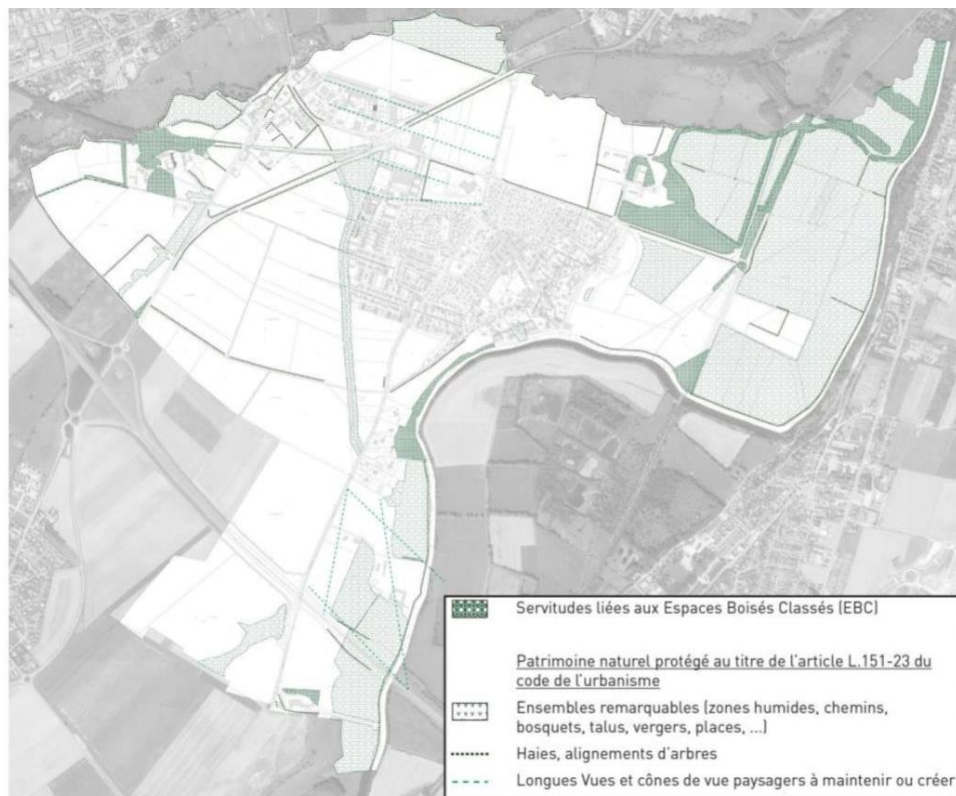 Servitudes liées aux Espaces Boisés Classés (EBC)
Patrimoine naturel protégé au titre de l'article L.151-23 du
code de l'urbanisme
Ensembles remarquables (zones humides, chemins,
bosquets, talus, vergers, places, ...)
Haies, alignements d'arbres
Longues Vues et cônes de vue paysagers à maintenir ou créer